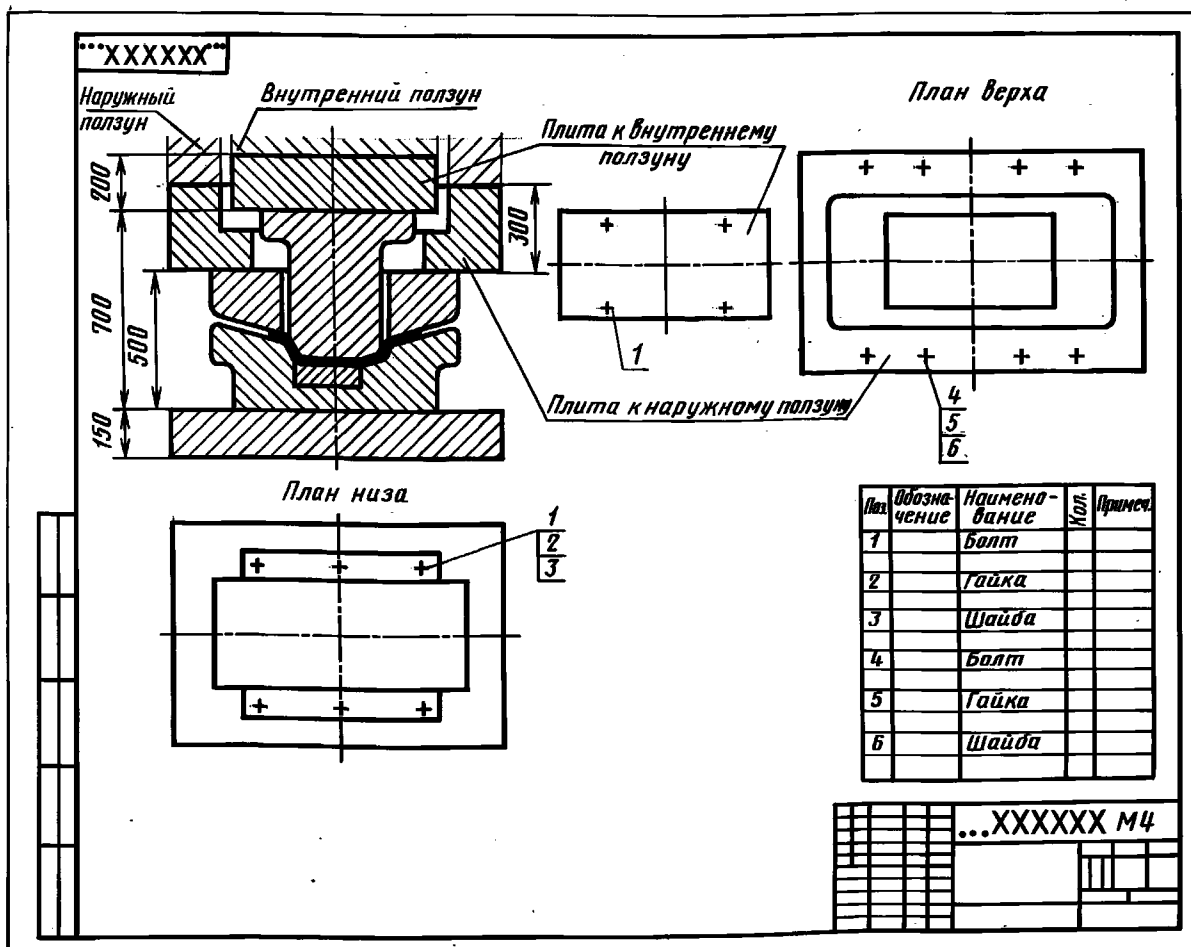 ...XXXXXX...
Наружный
ползун
Внутренний ползун
Плита к внутреннему
ползуну
План верха
200
700
500
150
300
1
Плита к наружному ползуну
4
5
6
План низа
1
2
3
Поз. Обозна-
чение Наимено-
вание Кол. Примеч.
1 Болт
2 Гайка
3 Шайба
4 Болт
5 Гайка
6 Шайба
...XXXXXX М4